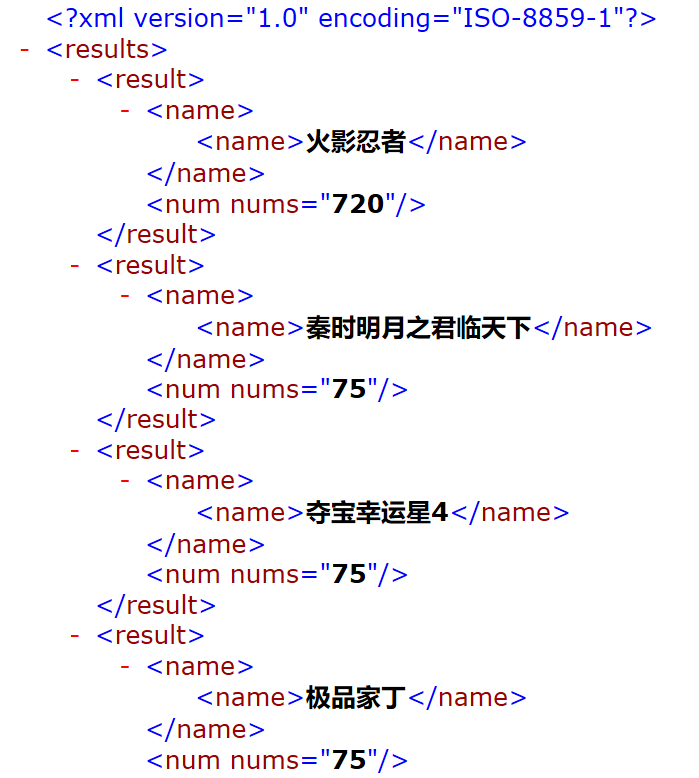 <?xml version="1.0" encoding="ISO-8859-1"?>
- <results>
- <result>
- <name>
<name>火影忍者</name>
</name>
<num nums="720"/>
</result>
- <result>
- <name>
<name>秦时明月之君临天下</name>
</name>
<num nums="75"/>
</result>
- <result>
- <name>
<name>夺宝幸运星4</name>
</name>
<num nums="75"/>
</result>
- <result>
- <name>
<name>极品家丁</name>
</name>
<num nums="75"/>